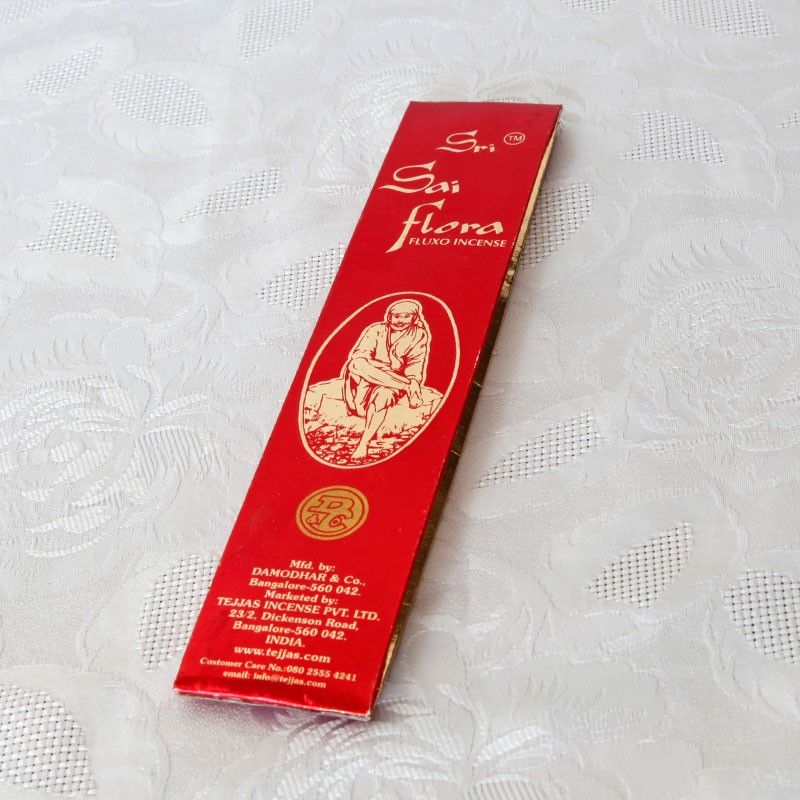 Sri TM
Sai
flora
FLUXO INCENSE
Mfd. by:
DAMODHAR & Co.,
Bangalore-560 042.
Marketed by:
TEJJAS INCENSE PVT. LTD.
23/2, Dickenson Road,
Bangalore-560 042.
INDIA.
www.tejjas.com
Customer Care No.:080 2555 4241
email: info@tejjas.com